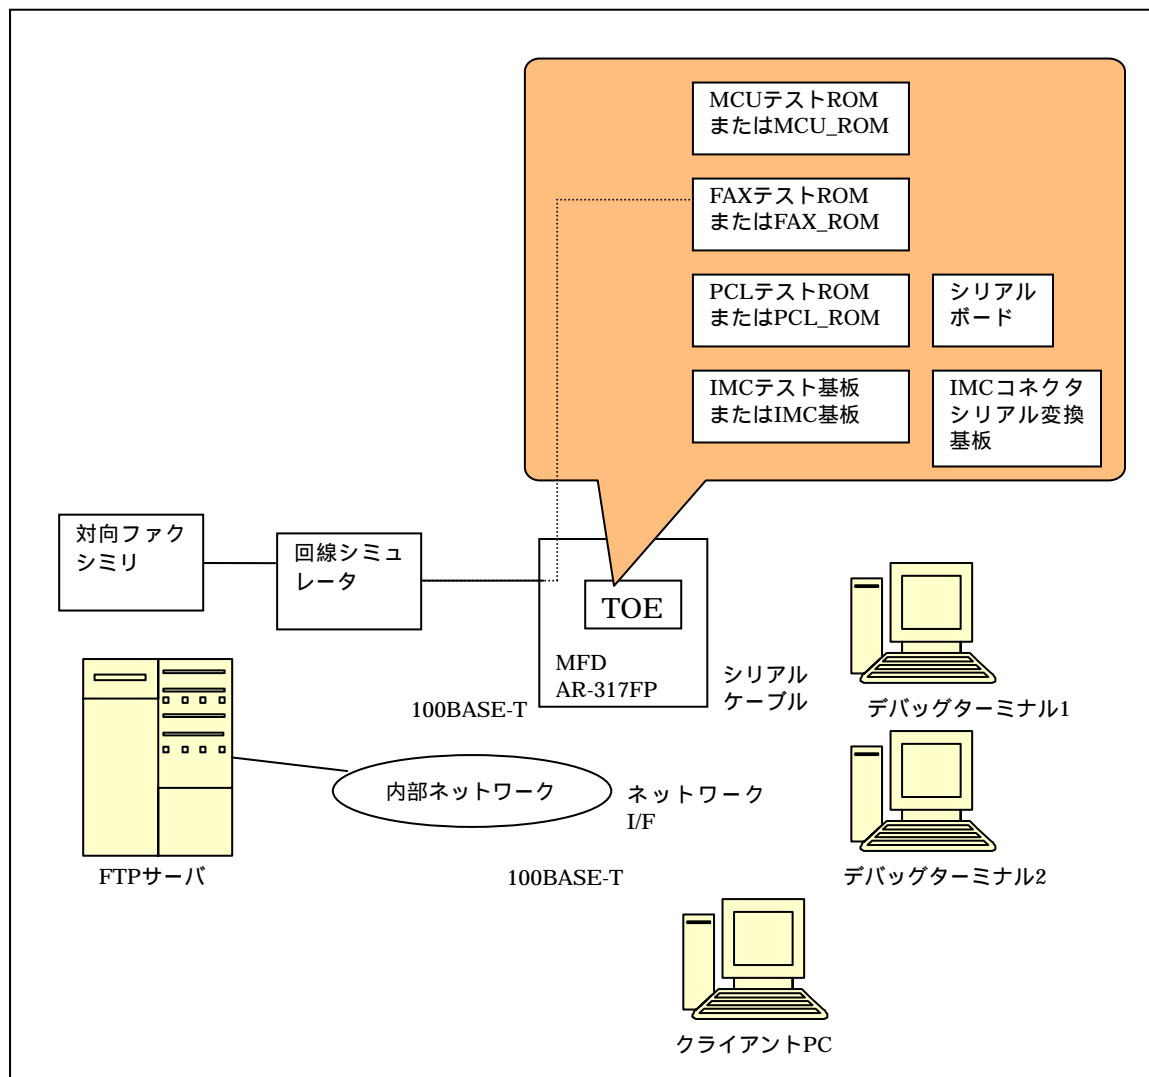 MCUテストROM
またはMCU_ROM
FAXテストROM
またはFAX_ROM
PCLテストROM
またはPCL_ROM
シリアル
ボード
IMCテスト基板
またはIMC基板
IMCコネクタ
シリアル変換
基板
対向ファク
シミリ
回線シミュ
レータ
TOE
MFD
AR-317FP
シリアル
ケーブル
デバッグターミナル1
100BASE-T
内部ネットワーク
ネットワーク
I/F
FTPサーバ
100BASE-T
デバッグターミナル2
クライアントPC